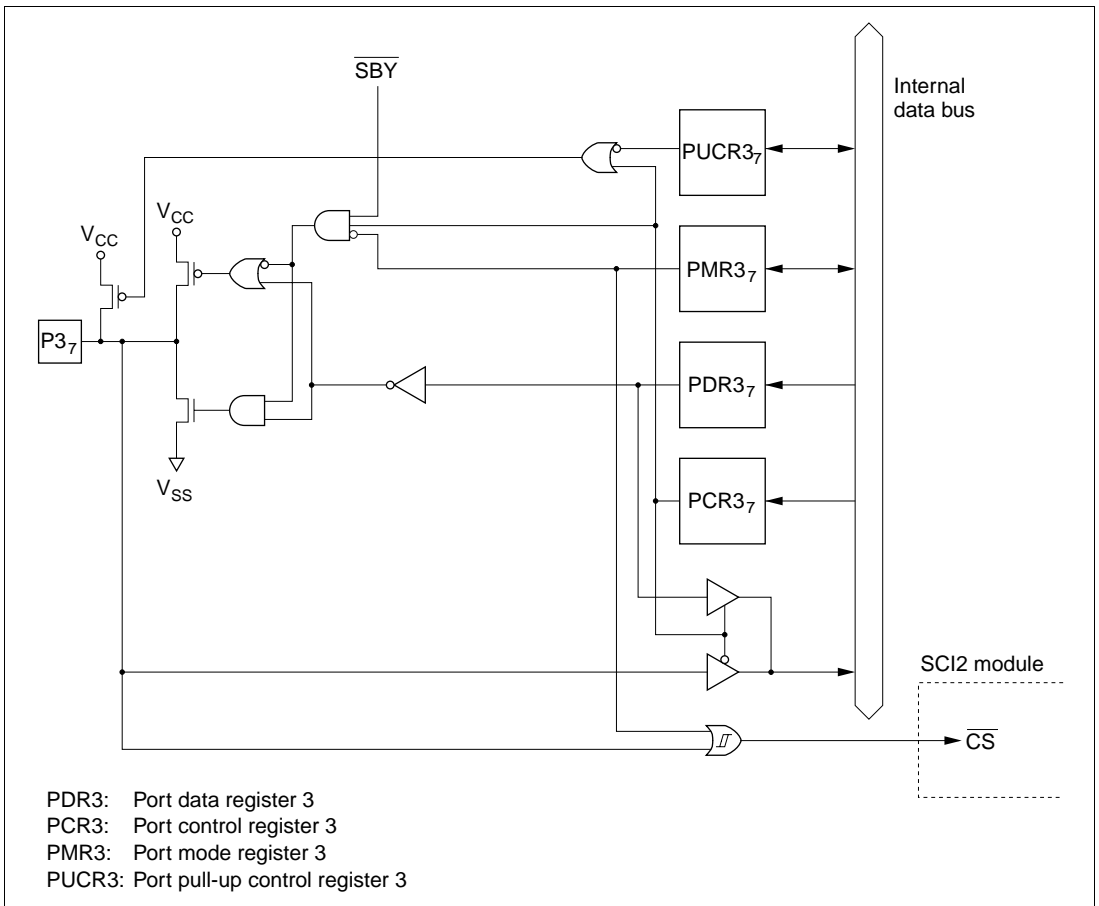 SBY
Internal
data bus
PUCR3₇
V_CC
V_CC
PMR3₇
P3₇
PDR3₇
V_SS
PCR3₇
SCI2 module
CS
PDR3: Port data register 3
PCR3: Port control register 3
PMR3: Port mode register 3
PUCR3: Port pull-up control register 3